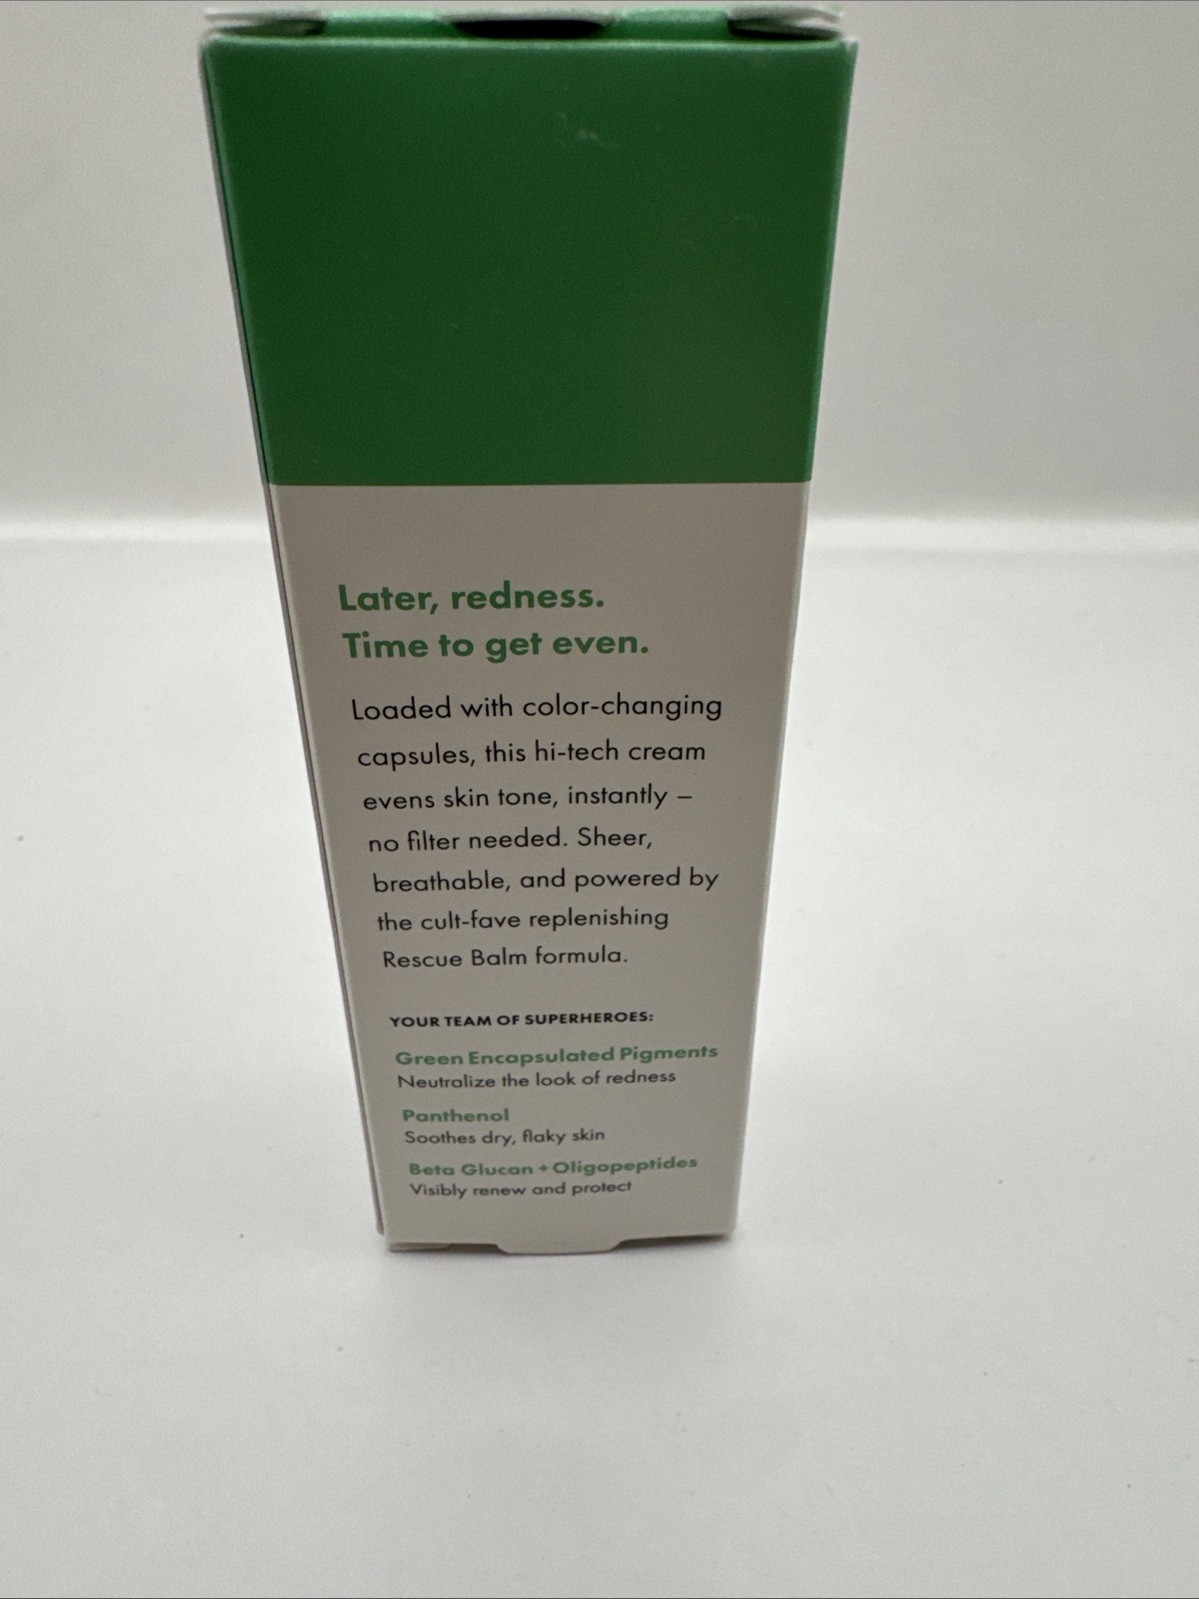 Later, redness.
Time to get even.
Loaded with color-changing
capsules, this hi-tech cream
evens skin tone, instantly –
no filter needed. Sheer,
breathable, and powered by
the cult-fave replenishing
Rescue Balm formula.
YOUR TEAM OF SUPERHEROES:
Green Encapsulated Pigments
Neutralize the look of redness
Panthenol
Soothes dry, flaky skin
Beta Glucan + Oligopeptides
Visibly renew and protect